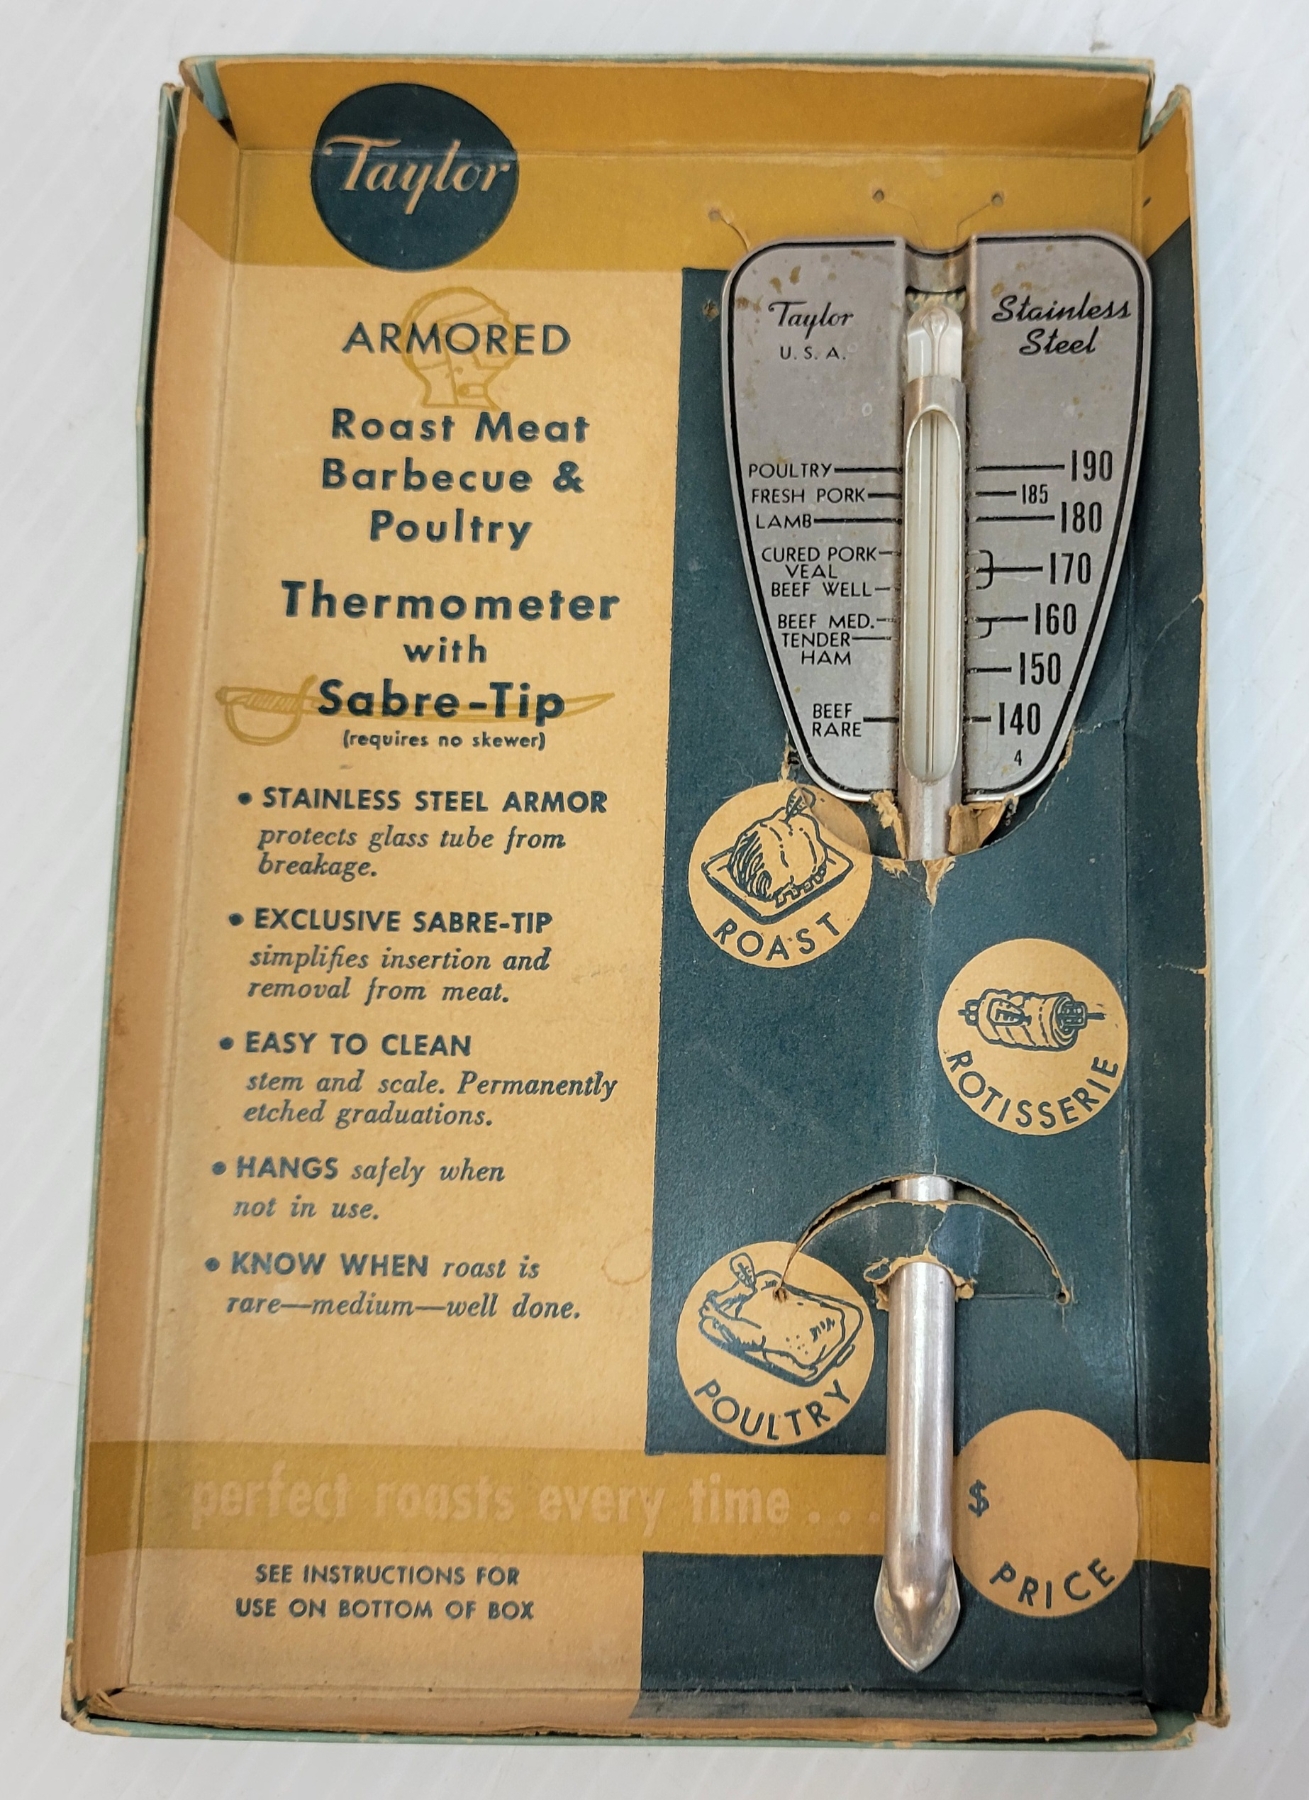 Taylor
ARMORED
Roast Meat
Barbecue &
Poultry
Thermometer
with
Sabre-Tip
(requires no skewer)
• STAINLESS STEEL ARMOR
protects glass tube from
breakage.
• EXCLUSIVE SABRE-TIP
simplifies insertion and
removal from meat.
• EASY TO CLEAN
stem and scale. Permanently
etched graduations.
• HANGS safely when
not in use.
• KNOW WHEN roast is
rare—medium—well done.
perfect roasts every time . . .
SEE INSTRUCTIONS FOR
USE ON BOTTOM OF BOX
Taylor
U. S. A.
Stainless
Steel
POULTRY 190
FRESH PORK 185
LAMB 180
CURED PORK
VEAL 170
BEEF WELL
BEEF MED. 160
TENDER
HAM
150
BEEF
RARE 140
4
ROAST
ROTISSERIE
POULTRY
$
PRICE